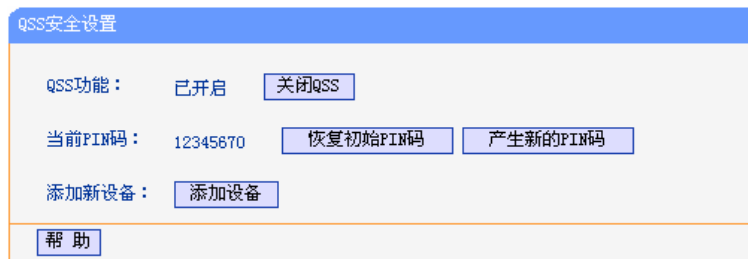 QSS安全设置
QSS功能： 已开启 关闭QSS
当前PIN码： 12345670 恢复初始PIN码 产生新的PIN码
添加新设备： 添加设备
帮 助